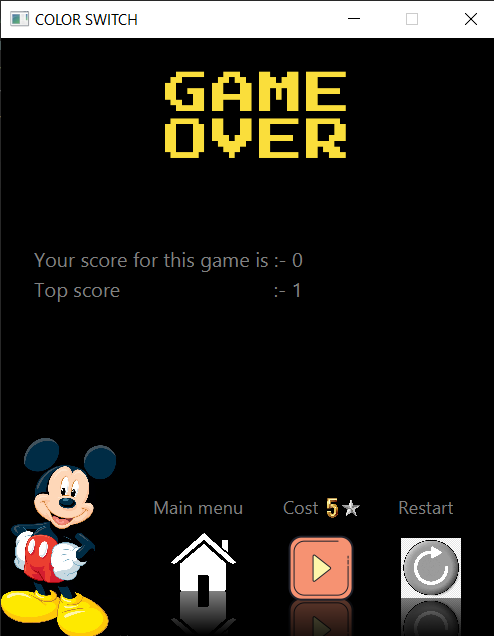 COLOR SWITCH
GAME
OVER
Your score for this game is :- 0
Top score :- 1
Main menu
Cost 5
Restart